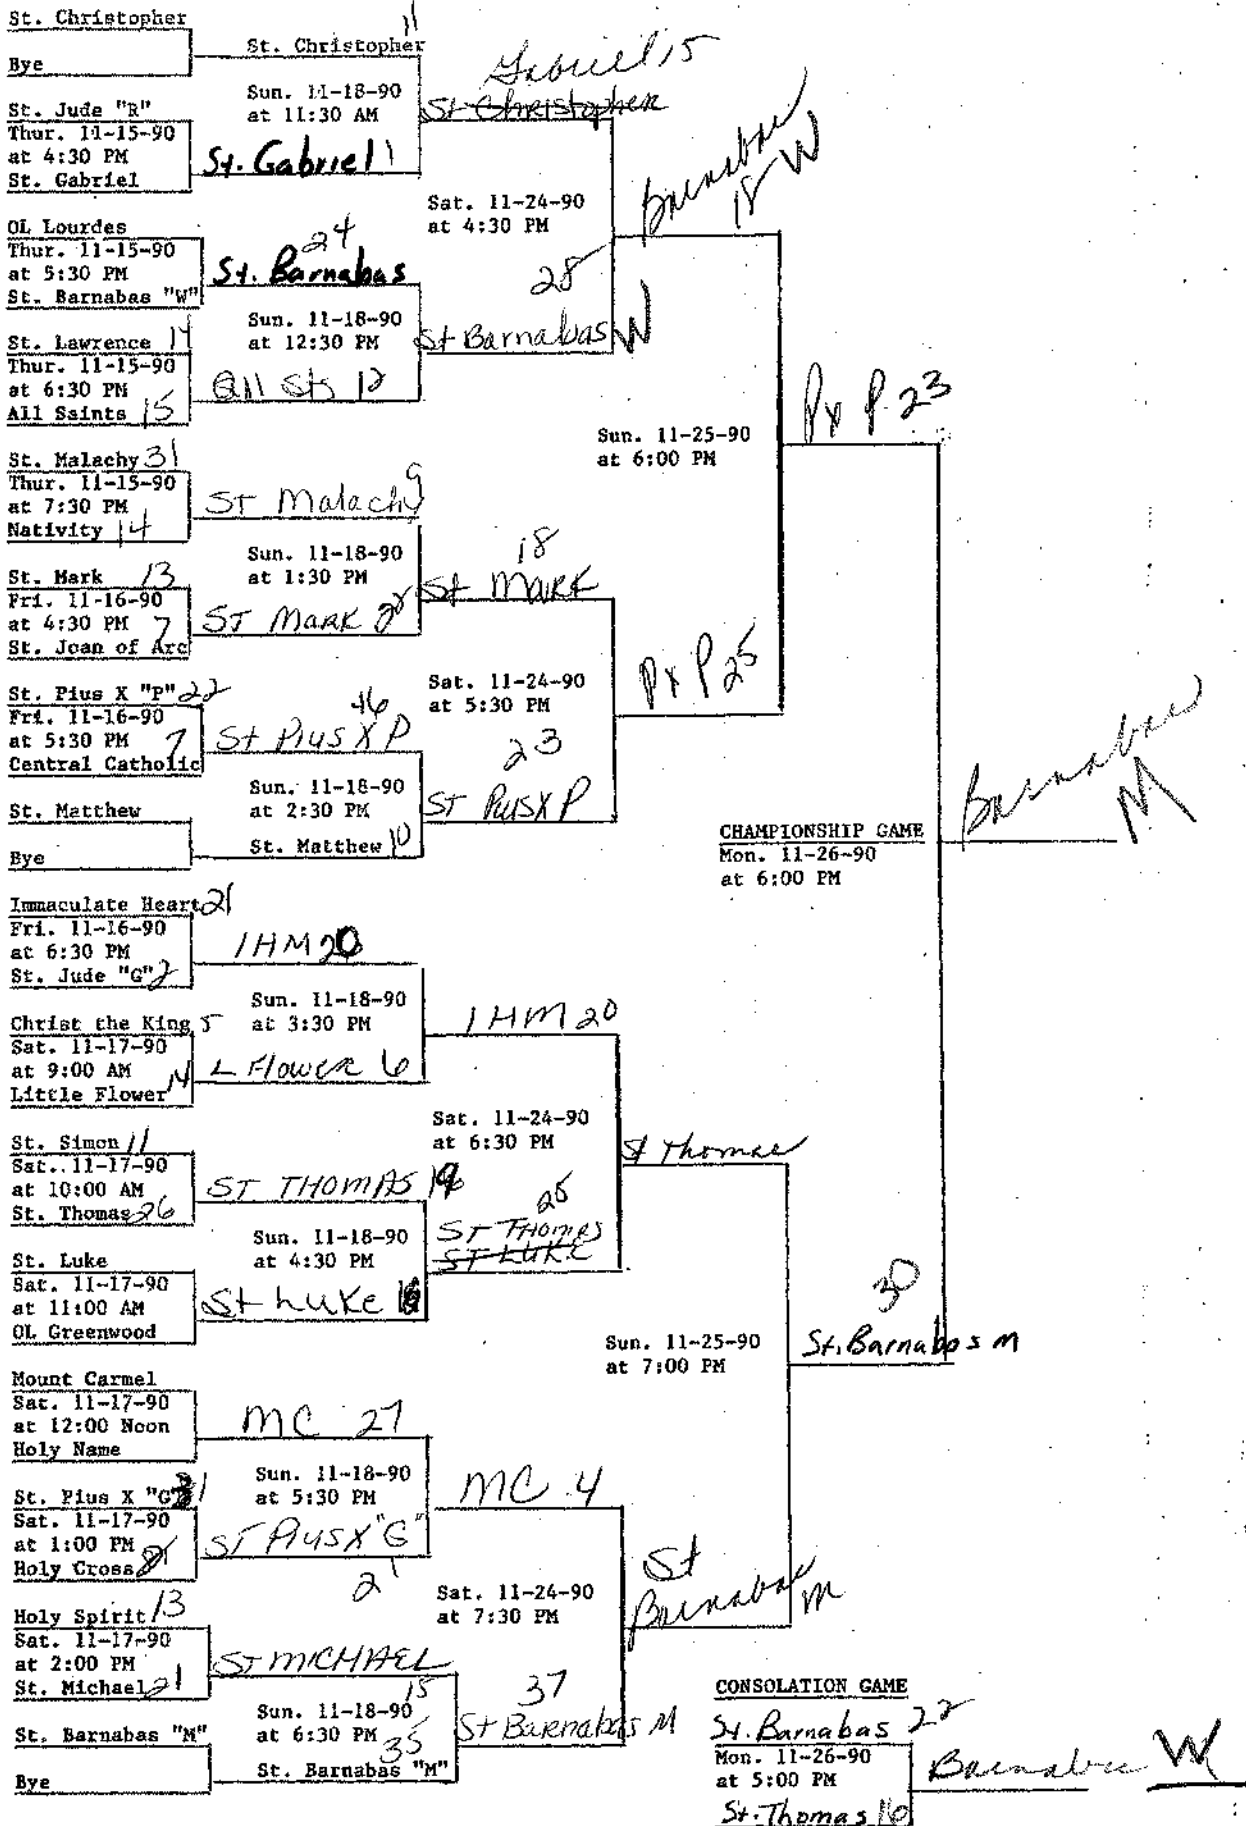 St. Christopher
Bye
St. Christopher 11
Sun. 11-18-90
at 11:30 AM
St. Jude "R"
Thur. 11-15-90
at 4:30 PM
St. Gabriel
St. Gabriel
Gabriel 15
St Christopher
Sat. 11-24-90
at 4:30 PM
OL Lourdes
Thur. 11-15-90
at 5:30 PM
St. Barnabas "W"
24
St. Barnabas
Sun. 11-18-90
at 12:30 PM
St. Lawrence 14
Thur. 11-15-90
at 6:30 PM
All Saints 15
All Sts 12
28
St Barnabas W
Barnabas
18 W
Sun. 11-25-90
at 6:00 PM
St. Malachy 31
Thur. 11-15-90
at 7:30 PM
Nativity 14
ST Malachy 9
Sun. 11-18-90
at 1:30 PM
St. Mark 13
Fri. 11-16-90
at 4:30 PM 7
St. Joan of Arc
ST MARK 22
18
St MARK
Sat. 11-24-90
at 5:30 PM
St. Pius X "P" 22
Fri. 11-16-90
at 5:30 PM 7
Central Catholic
St Pius X P 16
Sun. 11-18-90
at 2:30 PM
St. Matthew
Bye
St. Matthew 10
23
ST PIUS X P
PX P 25
PX P 23
CHAMPIONSHIP GAME
Mon. 11-26-90
at 6:00 PM
Barnabas
M
Immaculate Heart 21
Fri. 11-16-90
at 6:30 PM
St. Jude "G" 2
IHM 20
Sun. 11-18-90
at 3:30 PM
Christ the King 5
Sat. 11-17-90
at 9:00 AM
Little Flower 14
L Flower 6
IHM 20
Sat. 11-24-90
at 6:30 PM
St. Simon 11
Sat. 11-17-90
at 10:00 AM
St. Thomas 26
ST THOMAS
Sun. 11-18-90
at 4:30 PM
St. Luke
Sat. 11-17-90
at 11:00 AM
OL Greenwood
St Luke
ST THOMAS
ST LUKE
St Thomas
Sun. 11-25-90
at 7:00 PM
30
St. Barnabas M
Mount Carmel
Sat. 11-17-90
at 12:00 Noon
Holy Name
MC 27
Sun. 11-18-90
at 5:30 PM
St. Pius X "G"
Sat. 11-17-90
at 1:00 PM
Holy Cross
ST PIUS X "G"
21
MC 4
Sat. 11-24-90
at 7:30 PM
Holy Spirit 13
Sat. 11-17-90
at 2:00 PM
St. Michael 21
ST MICHAEL
15
Sun. 11-18-90
at 6:30 PM
35
St. Barnabas "M"
Bye
St. Barnabas "M"
37
St Barnabas M
St
Barnabas M
CONSOLATION GAME
St. Barnabas 22
Mon. 11-26-90
at 5:00 PM
St. Thomas 16
Barnabas W